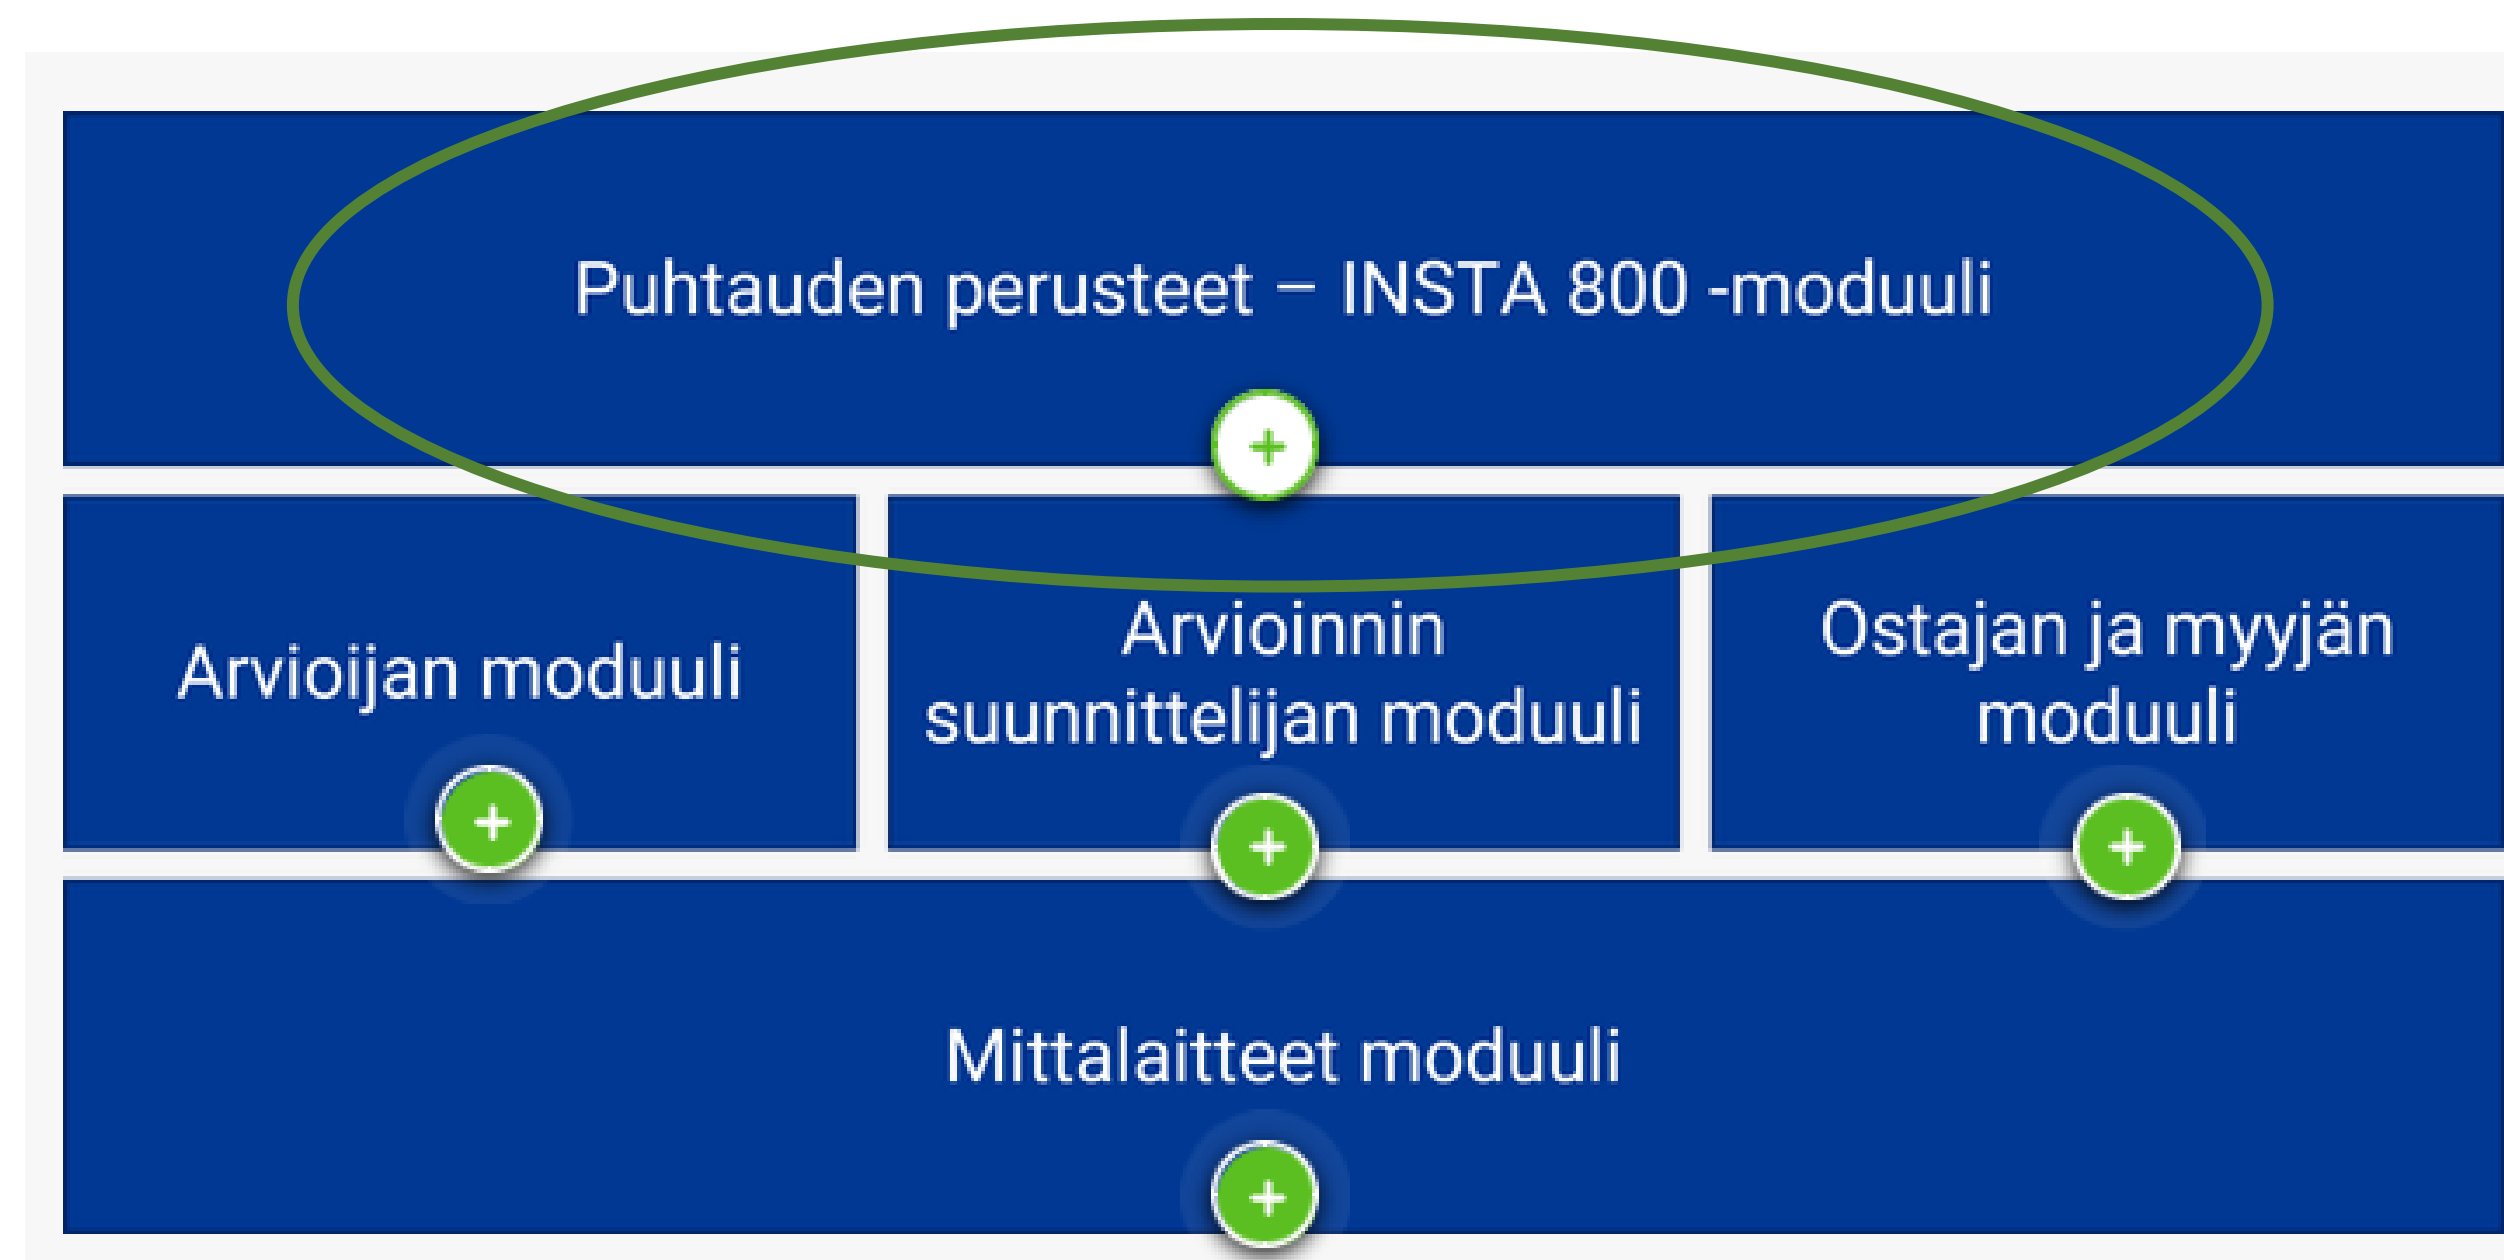 Puhtauden perusteet – INSTA 800 -moduuli
Arvioijan moduuli
Arvioinnin
suunnittelijan moduuli
Ostajan ja myyjän
moduuli
Mittalaitteet moduuli